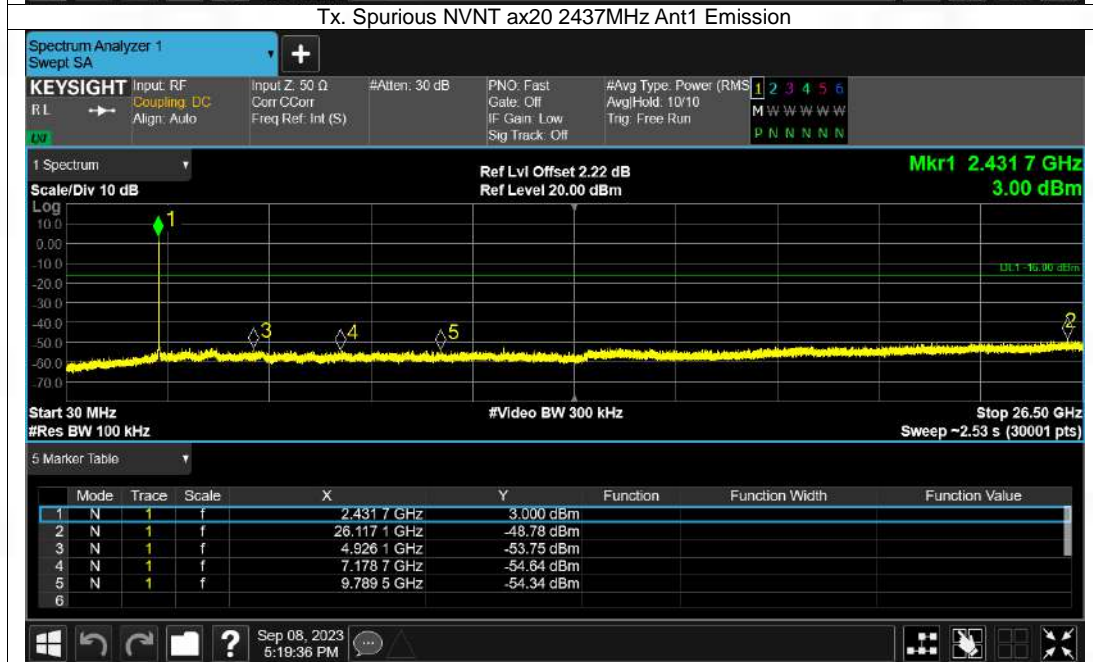 Tx. Spurious NVNT ax20 2437MHz Ant1 Emission
Spectrum Analyzer 1
Swept SA
+
KEYSIGHT Input: RF Input Z: 50 Ω #Atten: 30 dB PNO: Fast #Avg Type: Power (RMS 1 2 3 4 5 6
RL Coupling: DC Corr CCorr Gate: Off Avg|Hold: 10/10 M W W W W W
Align: Auto Freq Ref: Int (S) IF Gain: Low Trig: Free Run
LXI Sig Track: Off P N N N N N
1 Spectrum Ref Lvl Offset 2.22 dB Mkr1 2.431 7 GHz
Scale/Div 10 dB Ref Level 20.00 dBm 3.00 dBm
Log
10.0
0.00
-10.0
DL1 -16.00 dBm
-20.0
-30.0
-40.0
-50.0
-60.0
-70.0
1
3
4
5
2
Start 30 MHz #Video BW 300 kHz Stop 26.50 GHz
#Res BW 100 kHz Sweep ~2.53 s (30001 pts)
5 Marker Table
Mode Trace Scale X Y Function Function Width Function Value
1 N 1 f 2.431 7 GHz 3.000 dBm
2 N 1 f 26.117 1 GHz -48.78 dBm
3 N 1 f 4.926 1 GHz -53.75 dBm
4 N 1 f 7.178 7 GHz -54.64 dBm
5 N 1 f 9.789 5 GHz -54.34 dBm
6
? Sep 08, 2023
5:19:36 PM